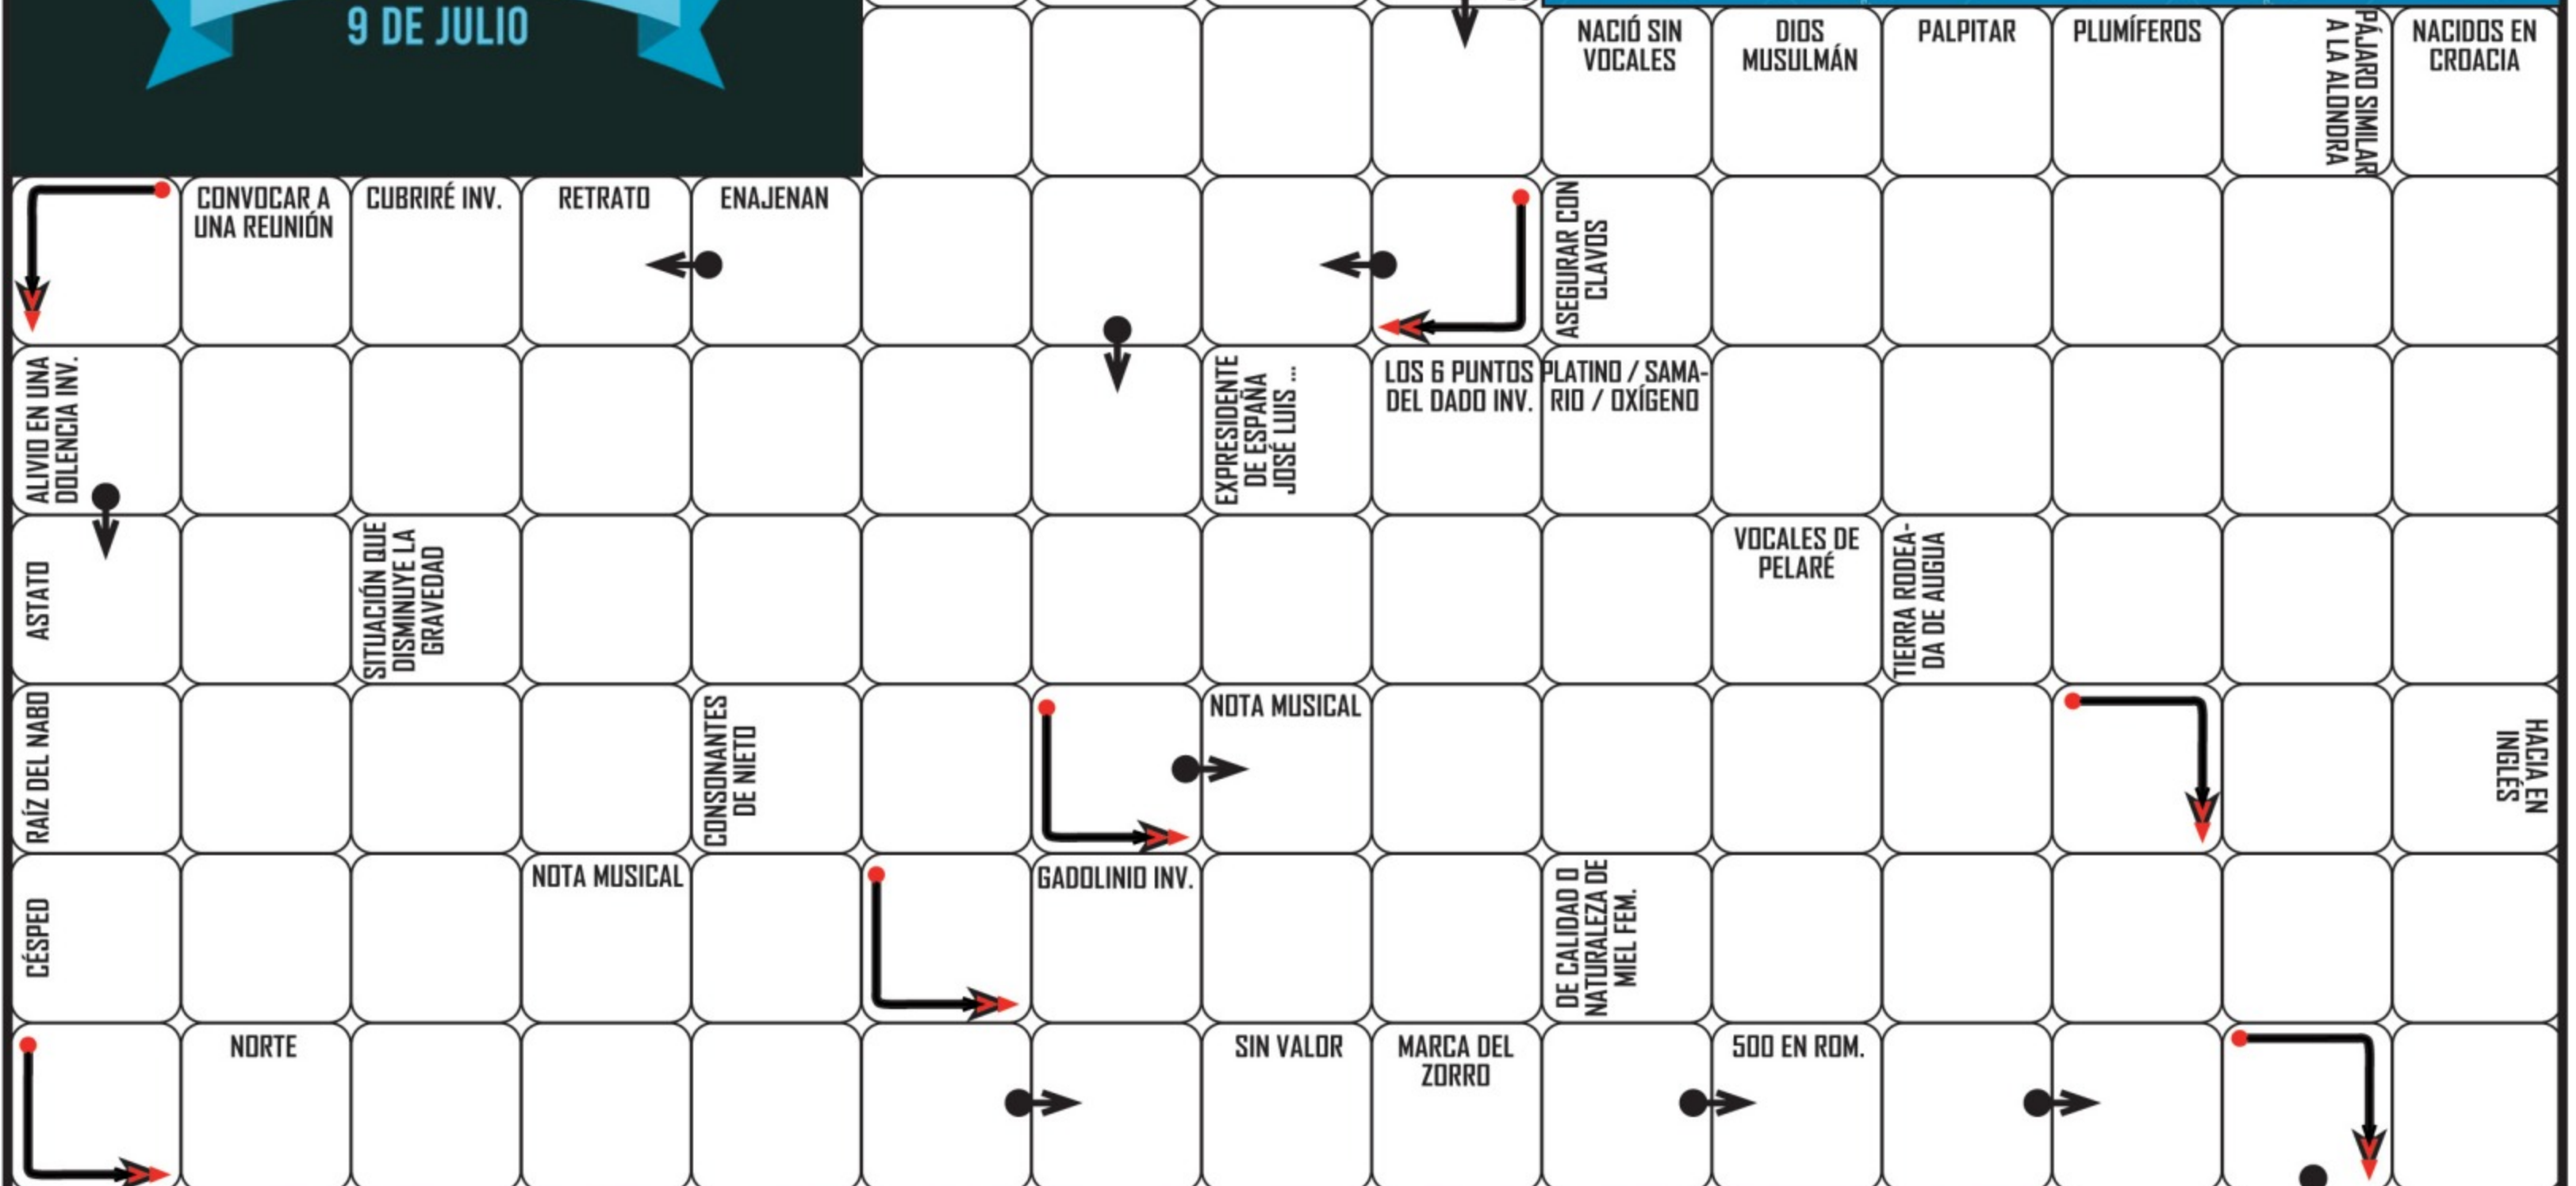 9 DE JULIO
NACIÓ SIN
VOCALES
DIOS
MUSULMÁN
PALPITAR
PLUMÍFEROS
PÁJARO SIMILAR
A LA ALONDRA
NACIDOS EN
CROACIA
CONVOCAR A
UNA REUNIÓN
CUBRIRÉ INV.
RETRATO
ENAJENAN
ASEGURAR CON
CLAVOS
ALIVIO EN UNA
DOLENCIA INV.
EXPRESIDENTE
DE ESPAÑA
JOSÉ LUIS ...
LOS 6 PUNTOS
DEL DADO INV.
PLATINO / SAMA-
RIO / OXÍGENO
ASTATO
SITUACIÓN QUE
DISMINUYE LA
GRAVEDAD
VOCALES DE
PELARÉ
TIERRA RODEA-
DA DE AUGUA
RAÍZ DEL NABO
CONSONANTES
DE NIETO
NOTA MUSICAL
HACIA EN
INGLÉS
CÉSPED
NOTA MUSICAL
GADOLINIO INV.
DE CALIDAD O
NATURALEZA DE
MIEL FEM.
NORTE
SIN VALOR
MARCA DEL
ZORRO
500 EN ROM.